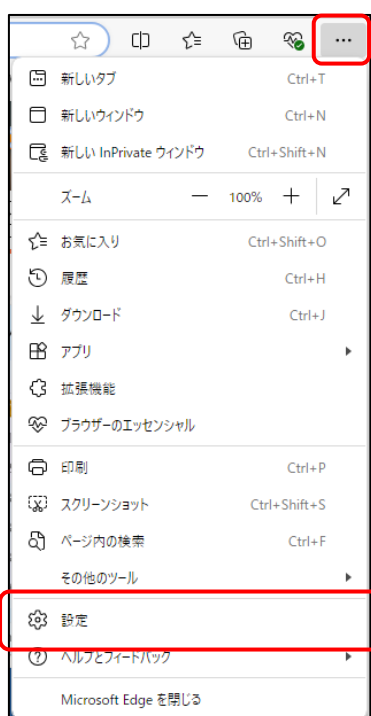 新しいタブ Ctrl+T
新しいウィンドウ Ctrl+N
新しい InPrivate ウィンドウ Ctrl+Shift+N
ズーム 100%
お気に入り Ctrl+Shift+O
履歴 Ctrl+H
ダウンロード Ctrl+J
アプリ
拡張機能
ブラウザーのエッセンシャル
印刷 Ctrl+P
スクリーンショット Ctrl+Shift+S
ページ内の検索 Ctrl+F
その他のツール
設定
ヘルプとフィードバック
Microsoft Edge を閉じる